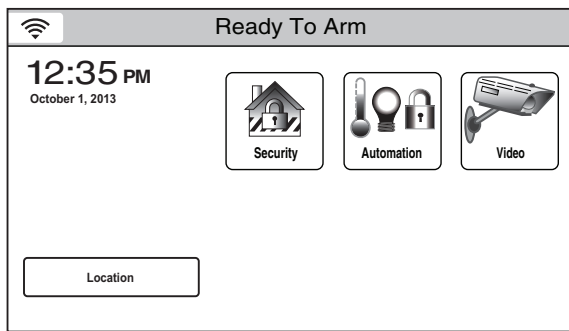 Ready To Arm
12:35 PM
October 1, 2013
Security
Automation
Video
Location